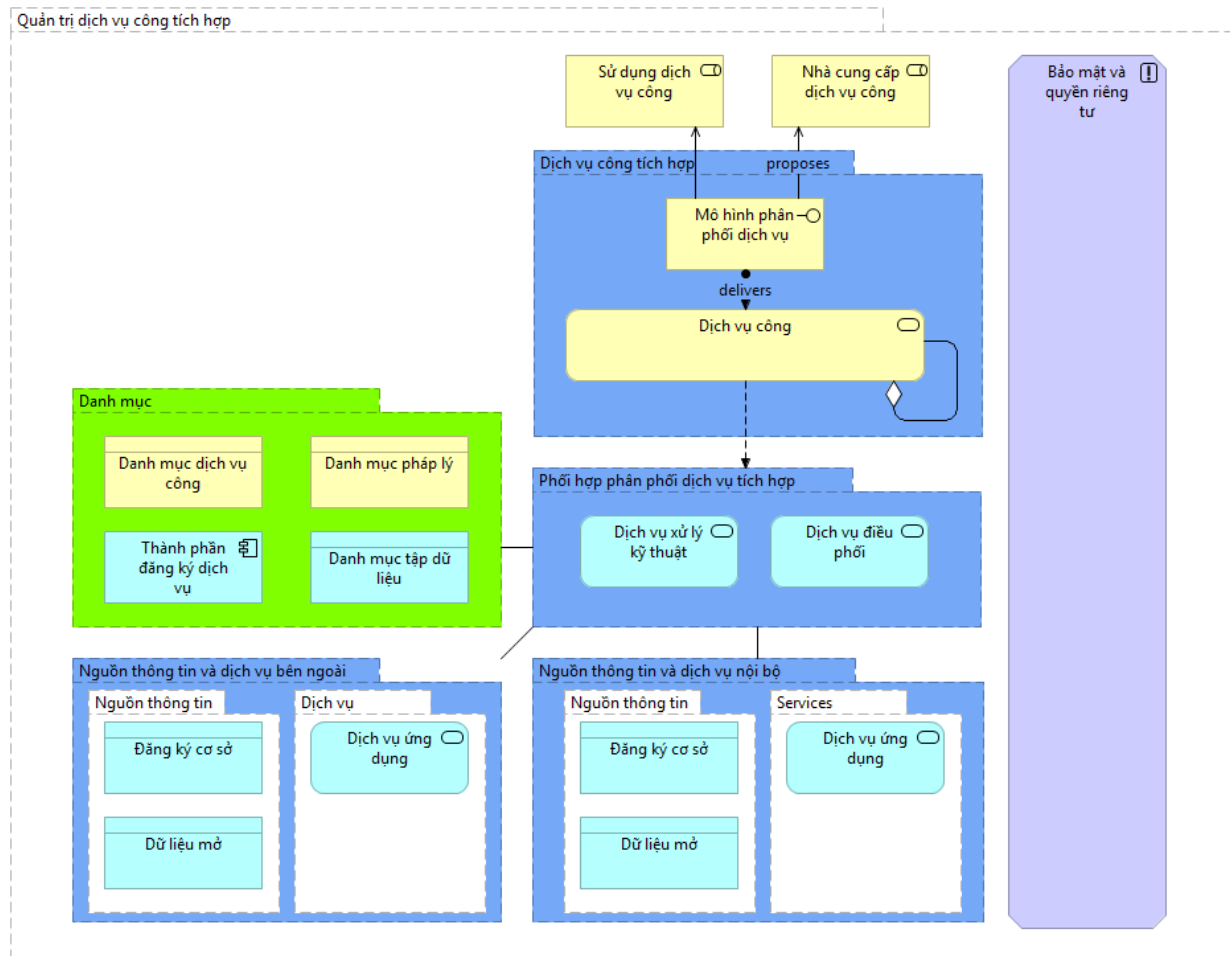 Quản trị dịch vụ công tích hợp
Sử dụng dịch
vụ công
Nhà cung cấp
dịch vụ công
Bảo mật và
quyền riêng
tư
Dịch vụ công tích hợp
proposes
Mô hình phân
phối dịch vụ
delivers
Dịch vụ công
Danh mục
Danh mục dịch vụ
công
Danh mục pháp lý
Thành phần
đăng ký dịch
vụ
Danh mục tập dữ
liệu
Phối hợp phân phối dịch vụ tích hợp
Dịch vụ xử lý
kỹ thuật
Dịch vụ điều
phối
Nguồn thông tin và dịch vụ bên ngoài
Nguồn thông tin
Đăng ký cơ sở
Dữ liệu mở
Dịch vụ
Dịch vụ ứng
dụng
Nguồn thông tin và dịch vụ nội bộ
Nguồn thông tin
Đăng ký cơ sở
Dữ liệu mở
Services
Dịch vụ ứng
dụng